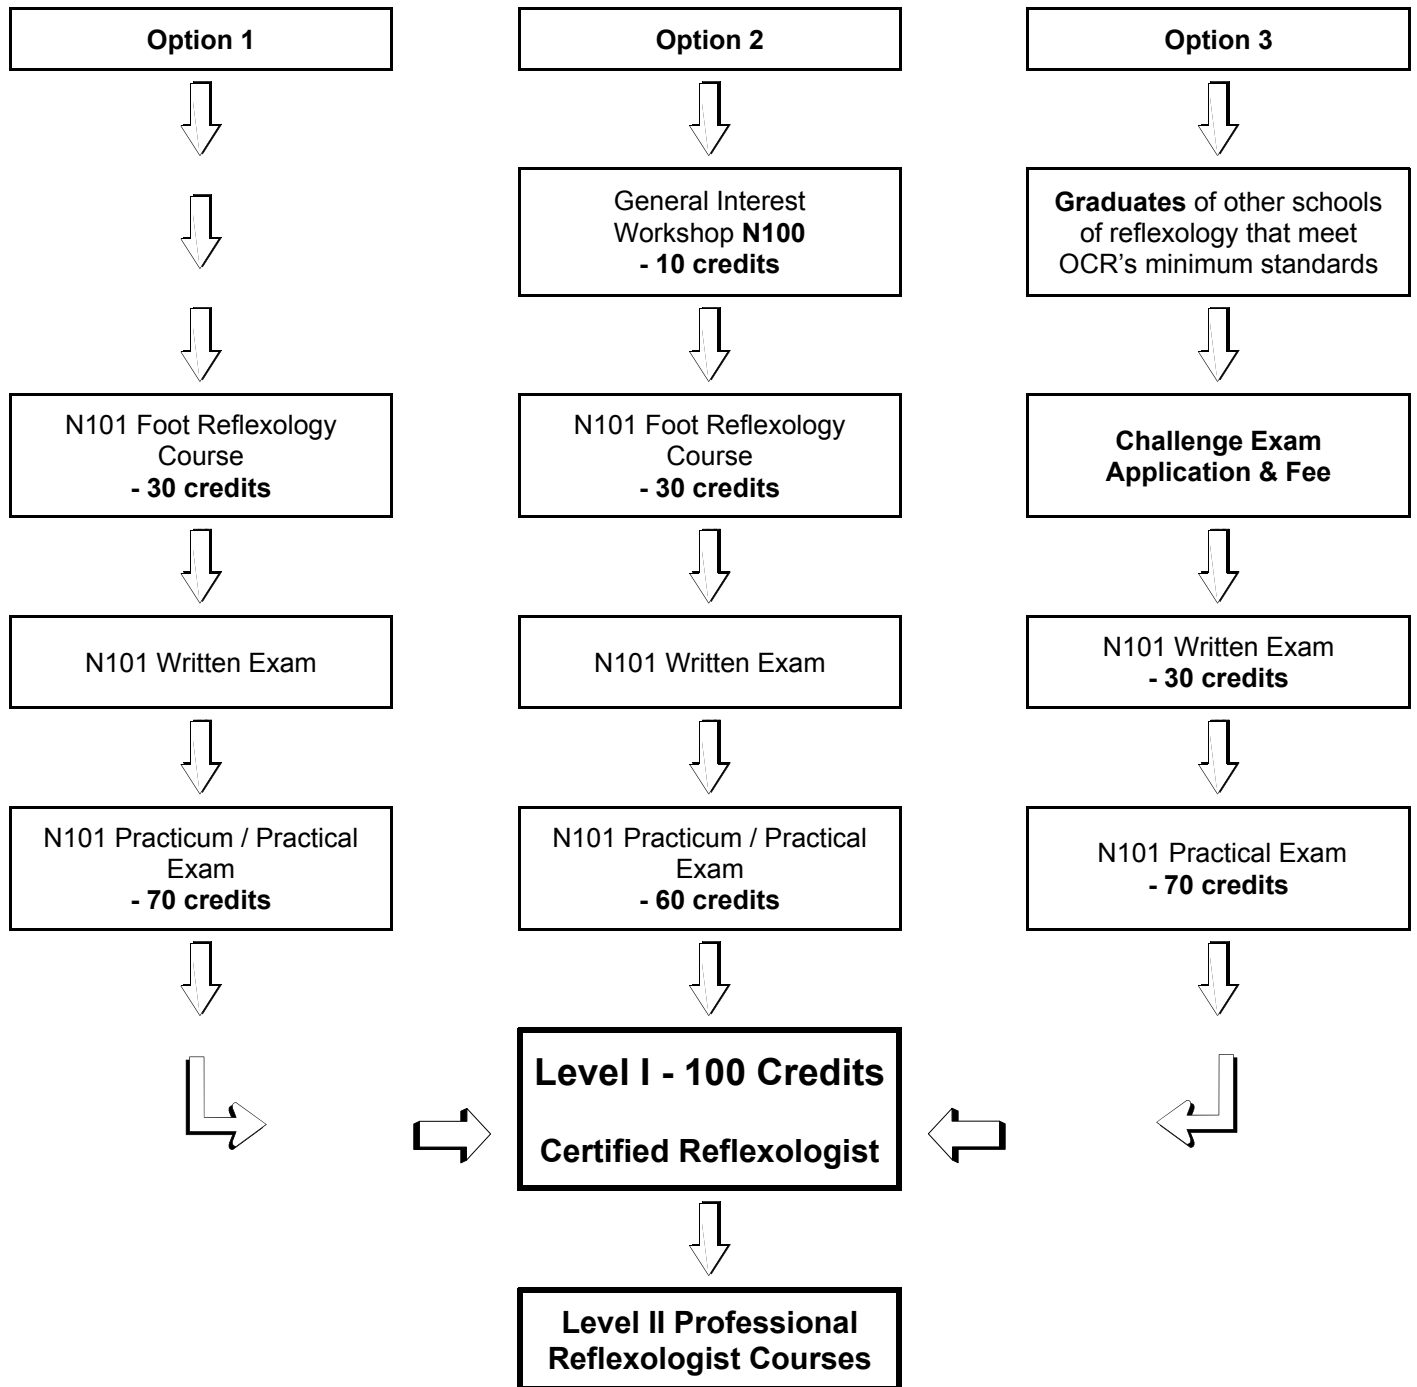 Option 1
Option 2
Option 3
General Interest
Workshop N100
- 10 credits
Graduates of other schools
of reflexology that meet
OCR’s minimum standards
N101 Foot Reflexology
Course
- 30 credits
N101 Foot Reflexology
Course
- 30 credits
Challenge Exam
Application & Fee
N101 Written Exam
N101 Written Exam
N101 Written Exam
- 30 credits
N101 Practicum / Practical
Exam
- 70 credits
N101 Practicum / Practical
Exam
- 60 credits
N101 Practical Exam
- 70 credits
Level I - 100 Credits
Certified Reflexologist
Level II Professional
Reflexologist Courses